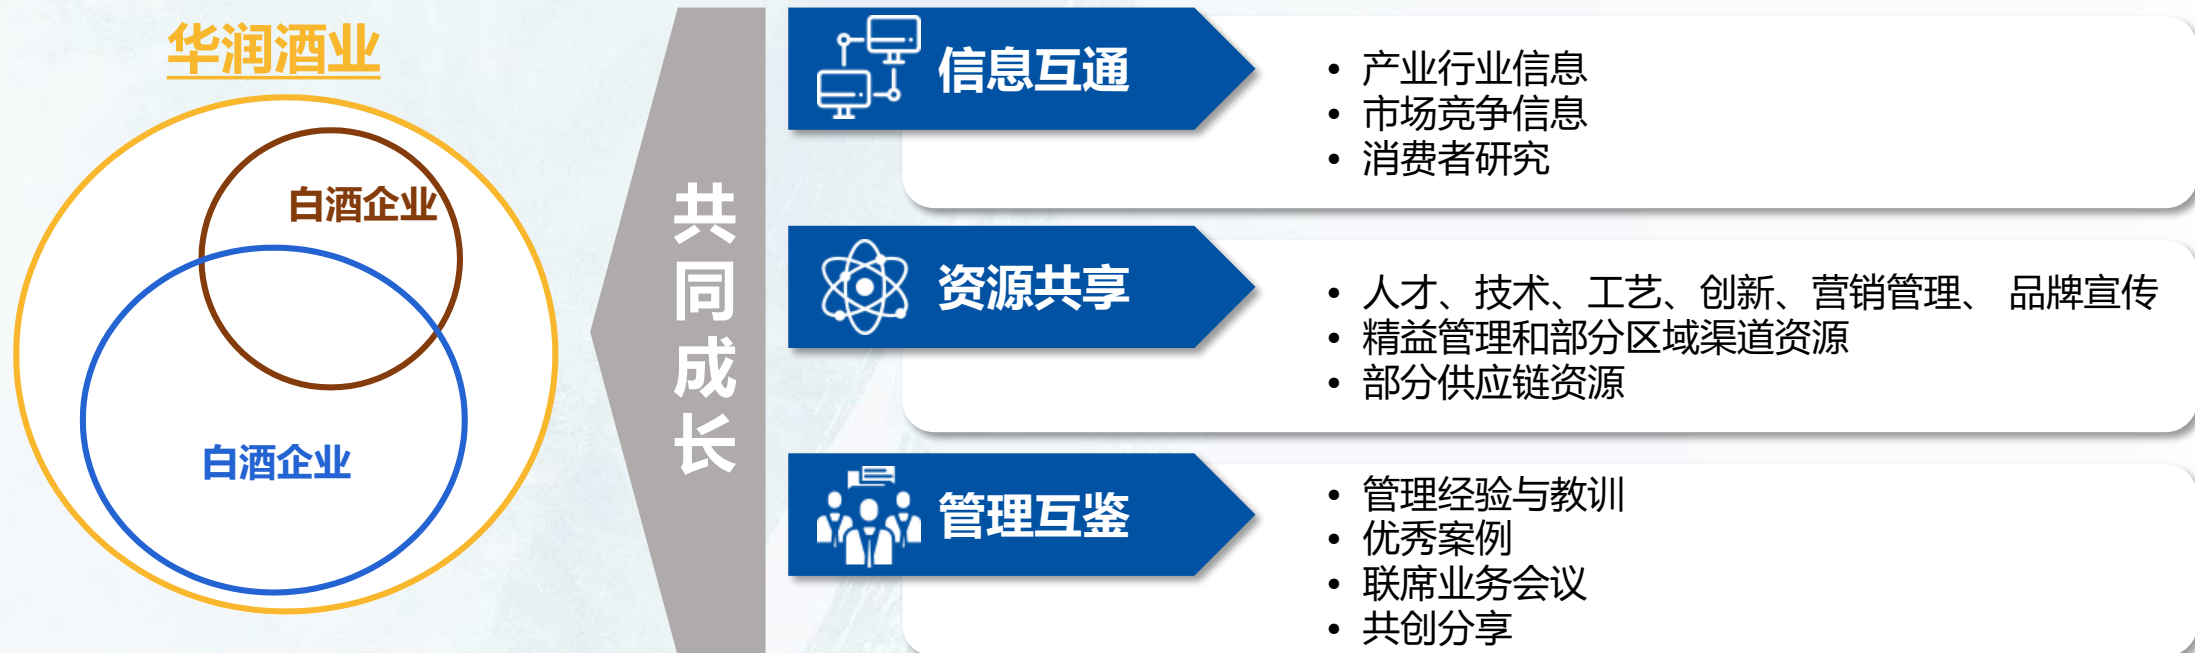 华润酒业
白酒企业
白酒企业
共同成长
信息互通
• 产业行业信息
• 市场竞争信息
• 消费者研究
资源共享
• 人才、技术、工艺、创新、营销管理、 品牌宣传
• 精益管理和部分区域渠道资源
• 部分供应链资源
管理互鉴
• 管理经验与教训
• 优秀案例
• 联席业务会议
• 共创分享